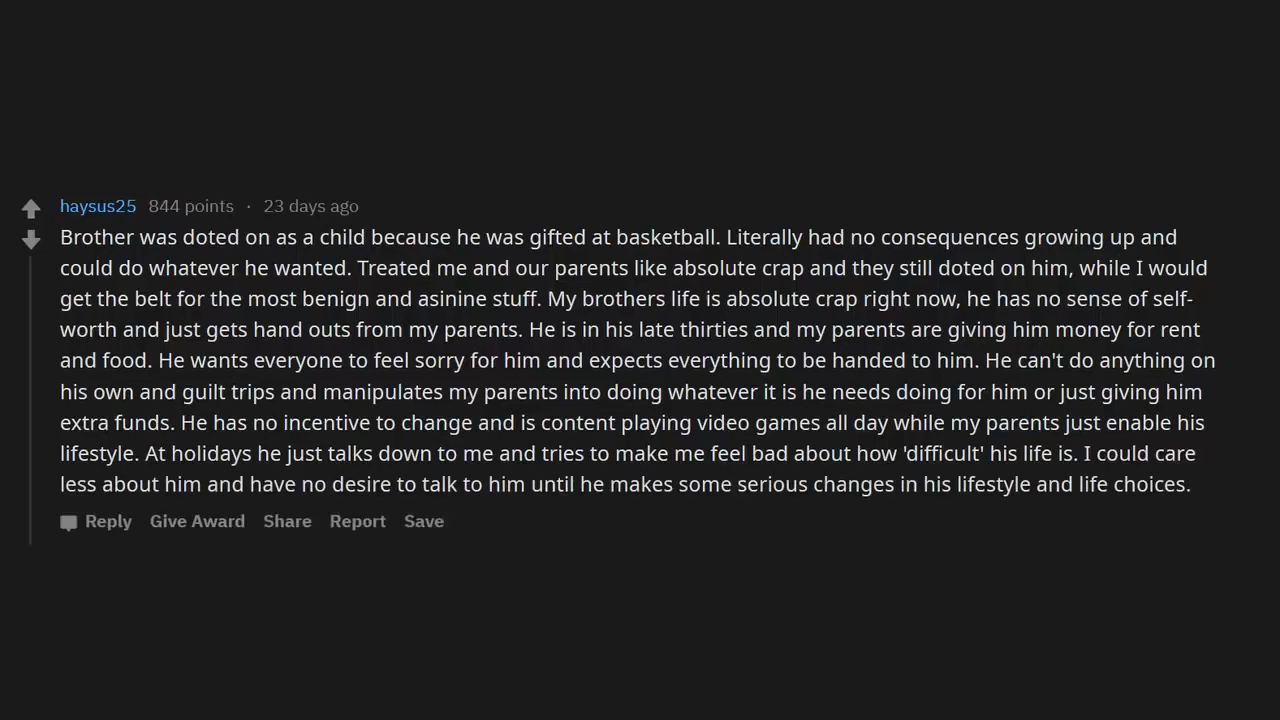 haysus25 844 points · 23 days ago
Brother was doted on as a child because he was gifted at basketball. Literally had no consequences growing up and
could do whatever he wanted. Treated me and our parents like absolute crap and they still doted on him, while I would
get the belt for the most benign and asinine stuff. My brothers life is absolute crap right now, he has no sense of self-
worth and just gets hand outs from my parents. He is in his late thirties and my parents are giving him money for rent
and food. He wants everyone to feel sorry for him and expects everything to be handed to him. He can't do anything on
his own and guilt trips and manipulates my parents into doing whatever it is he needs doing for him or just giving him
extra funds. He has no incentive to change and is content playing video games all day while my parents just enable his
lifestyle. At holidays he just talks down to me and tries to make me feel bad about how 'difficult' his life is. I could care
less about him and have no desire to talk to him until he makes some serious changes in his lifestyle and life choices.
Reply Give Award Share Report Save